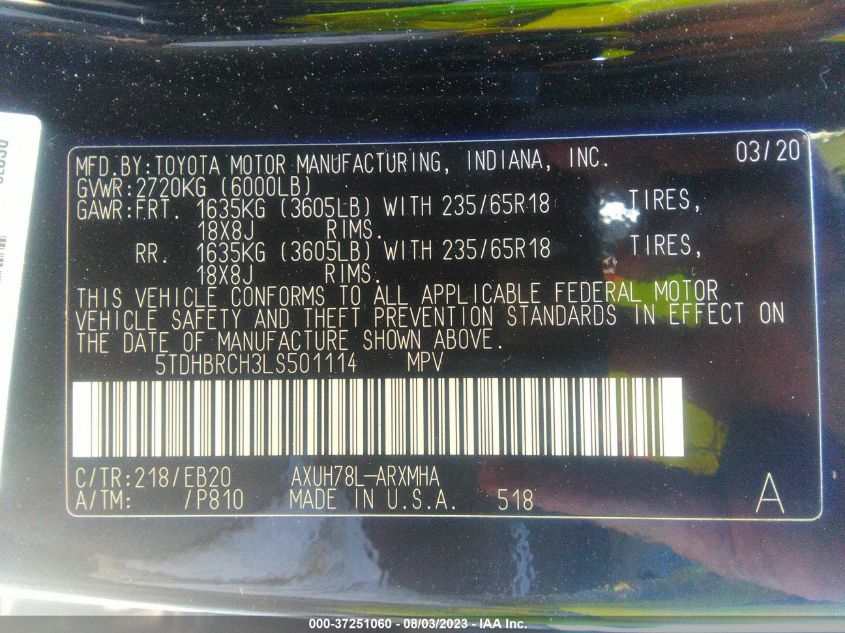 MFD.BY:TOYOTA MOTOR MANUFACTURING, INDIANA, INC. 03/20
GVWR:2720KG (6000LB)
GAWR:FRT. 1635KG (3605LB) WITH 235/65R18 TIRES,
18X8J RIMS.
RR. 1635KG (3605LB) WITH 235/65R18 TIRES,
18X8J RIMS.
THIS VEHICLE CONFORMS TO ALL APPLICABLE FEDERAL MOTOR
VEHICLE SAFETY AND THEFT PREVENTION STANDARDS IN EFFECT ON
THE DATE OF MANUFACTURE SHOWN ABOVE.
5TDHBRCH3LS501114 MPV
C/TR:218/EB20 AXUH78L-ARXMHA
A/TM: /P810 MADE IN U.S.A. 518 A
000-37251060 - 08/03/2023 - IAA Inc.